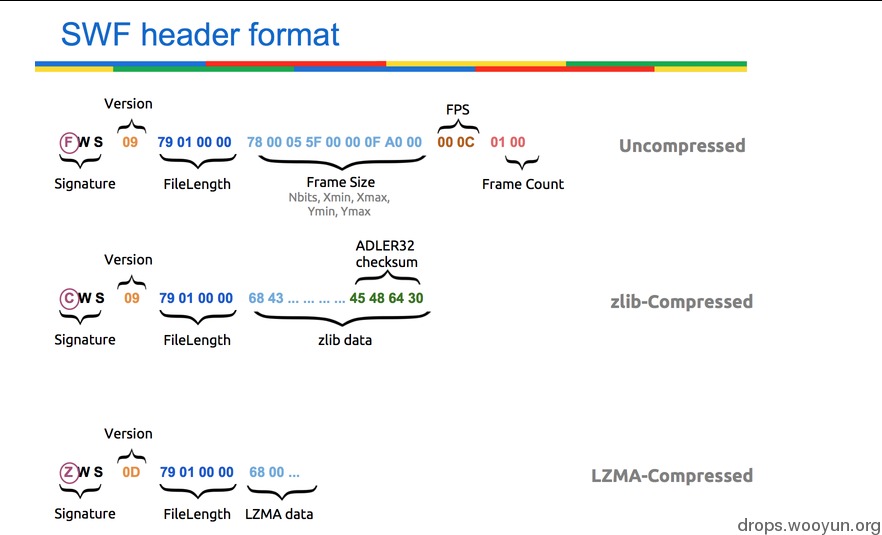 SWF header format
Version
FPS
F W S 09 79 01 00 00 78 00 05 5F 00 00 0F A0 00 00 0C 01 00
Uncompressed
Signature
FileLength
Frame Size
Nbits, Xmin, Xmax,
Ymin, Ymax
Frame Count
Version
ADLER32
checksum
C W S 09 79 01 00 00 68 43 ... ... ... ... 45 48 64 30
zlib-Compressed
Signature
FileLength
zlib data
Version
Z W S 0D 79 01 00 00 68 00 ...
LZMA-Compressed
Signature
FileLength
LZMA data
drops.wooyun.org